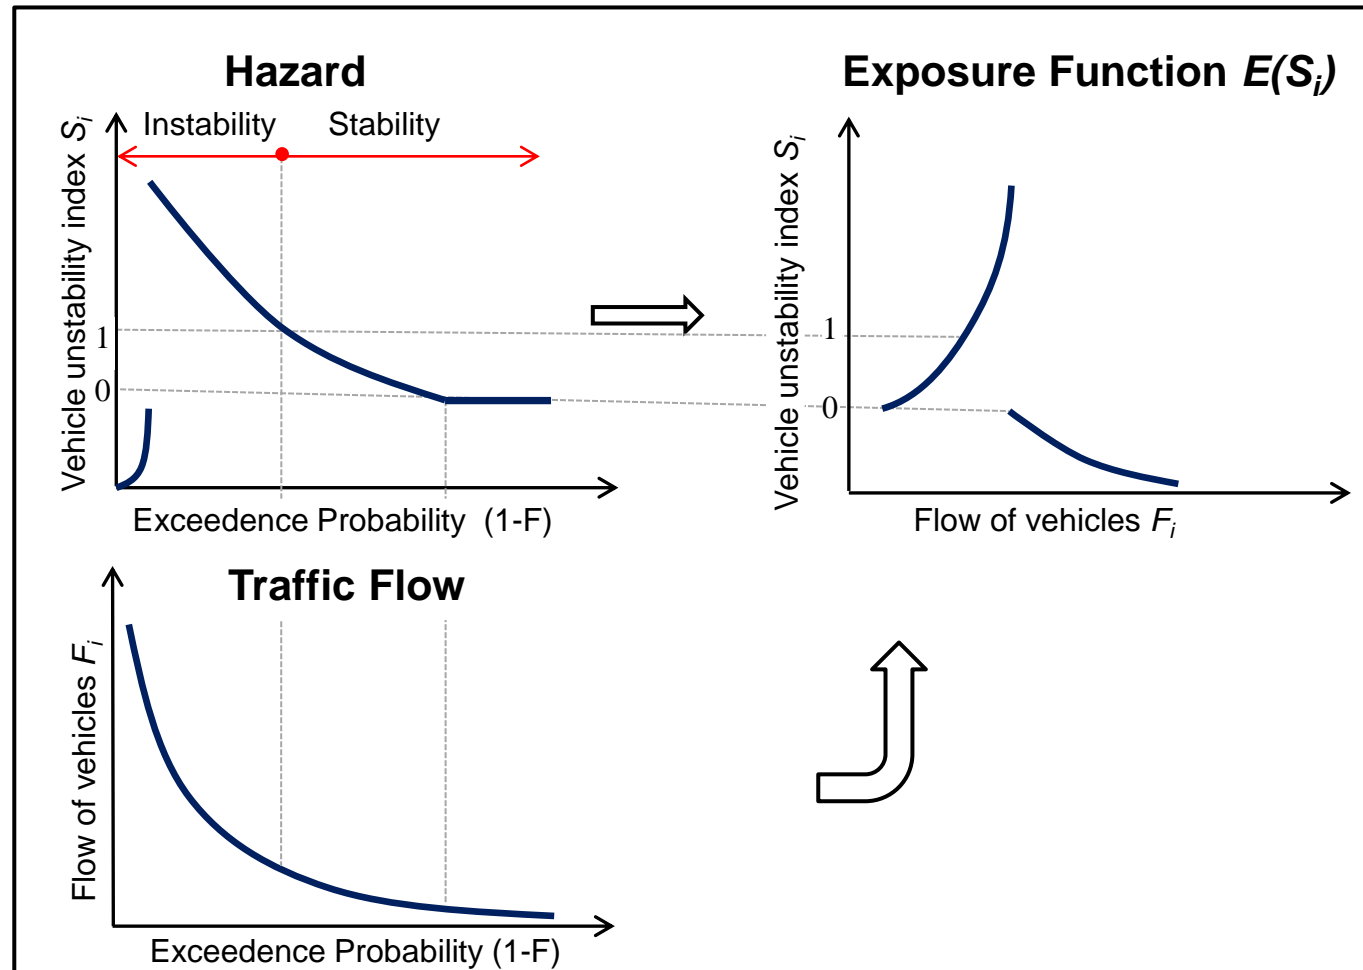 Hazard
Instability Stability
Vehicle unstability index Si
1
0
Exceedence Probability (1-F)
Exposure Function E(Si)
Vehicle unstability index Si
1
0
Flow of vehicles Fi
Traffic Flow
Flow of vehicles Fi
Exceedence Probability (1-F)